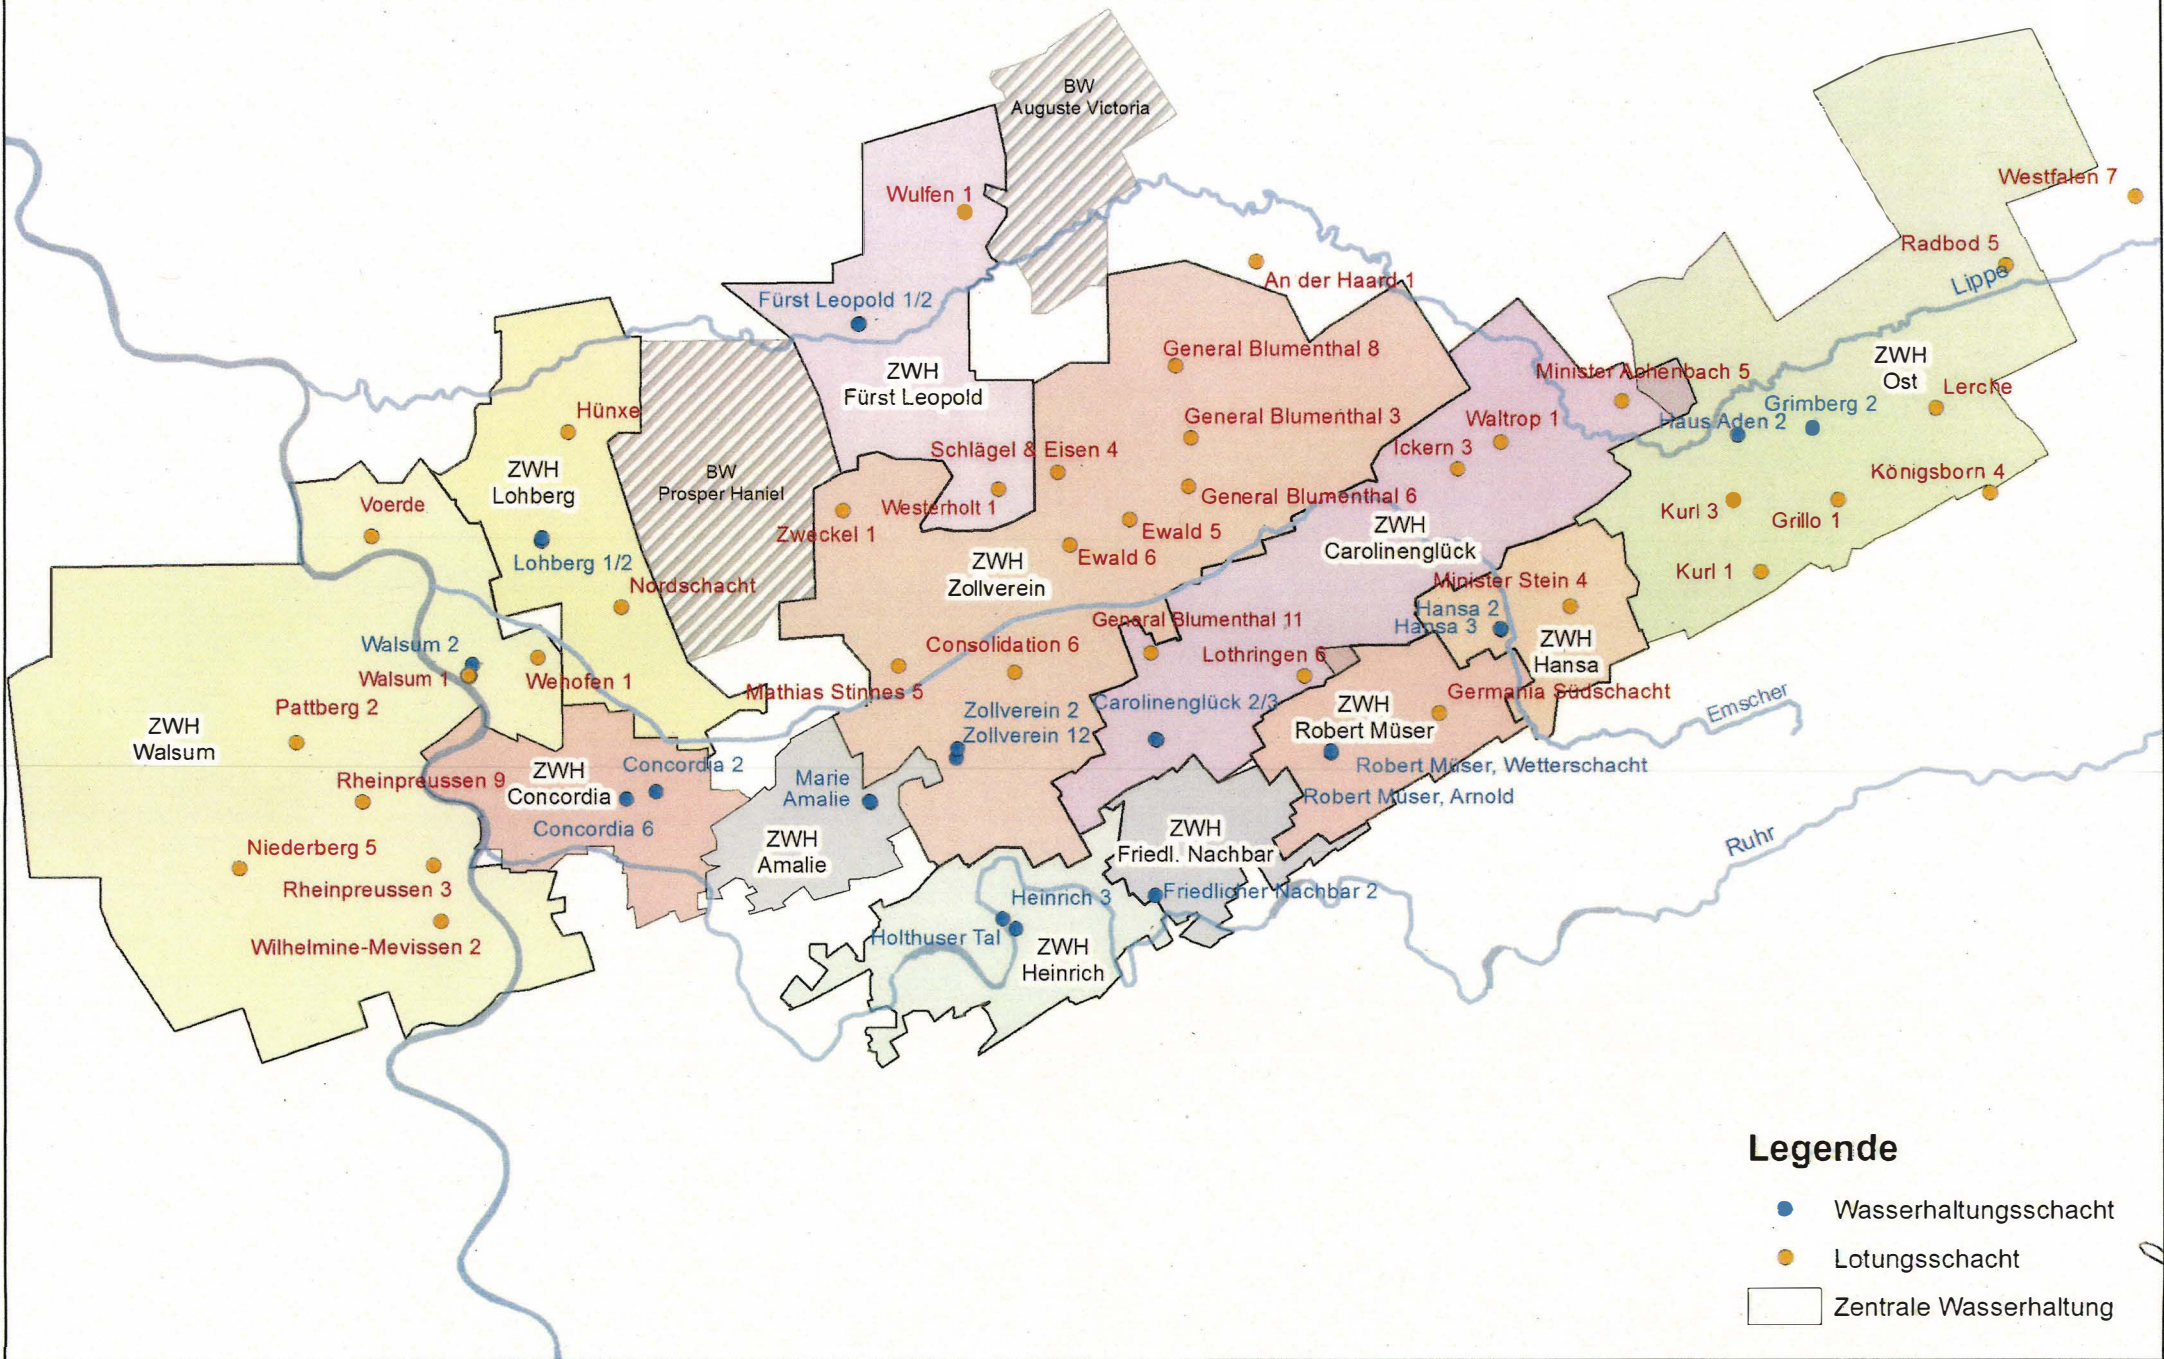 BW
Auguste Victoria
Westfalen 7
Wulfen 1
Radbod 5
Lippe
An der Haard 1
Fürst Leopold 1/2
General Blumenthal 8
ZWH
Ost
ZWH
Fürst Leopold
Minister Achenbach 5
Lerche
Grimberg 2
Hünxe
General Blumenthal 3
Waltrop 1
Haus Aden 2
Schlägel & Eisen 4
Ickern 3
ZWH
Lohberg
BW
Prosper Haniel
Königsborn 4
General Blumenthal 6
Voerde
Westerholt 1
Kurl 3
Grillo 1
Zweckel 1
Ewald 5
ZWH
Carolinenglück
Ewald 6
Lohberg 1/2
ZWH
Zollverein
Kurl 1
Nordschacht
Minister Stein 4
Hansa 2
Hansa 3
General Blumenthal 11
Walsum 2
Consolidation 6
ZWH
Hansa
Lothringen 6
Walsum 1
Wehofen 1
Mathias Stinnes 5
Germania Südschacht
Pattberg 2
Carolinenglück 2/3
ZWH
Robert Müser
Emscher
Zollverein 2
Zollverein 12
ZWH
Walsum
Concordia 2
Robert Müser, Wetterschacht
ZWH
Concordia
Rheinpreussen 9
Marie
Amalie
Robert Müser, Arnold
Concordia 6
ZWH
Friedl. Nachbar
Ruhr
ZWH
Amalie
Niederberg 5
Rheinpreussen 3
Heinrich 3
Friedlicher Nachbar 2
Holthuser Tal
Wilhelmine-Mevissen 2
ZWH
Heinrich
Legende
Wasserhaltungsschacht
Lotungsschacht
Zentrale Wasserhaltung